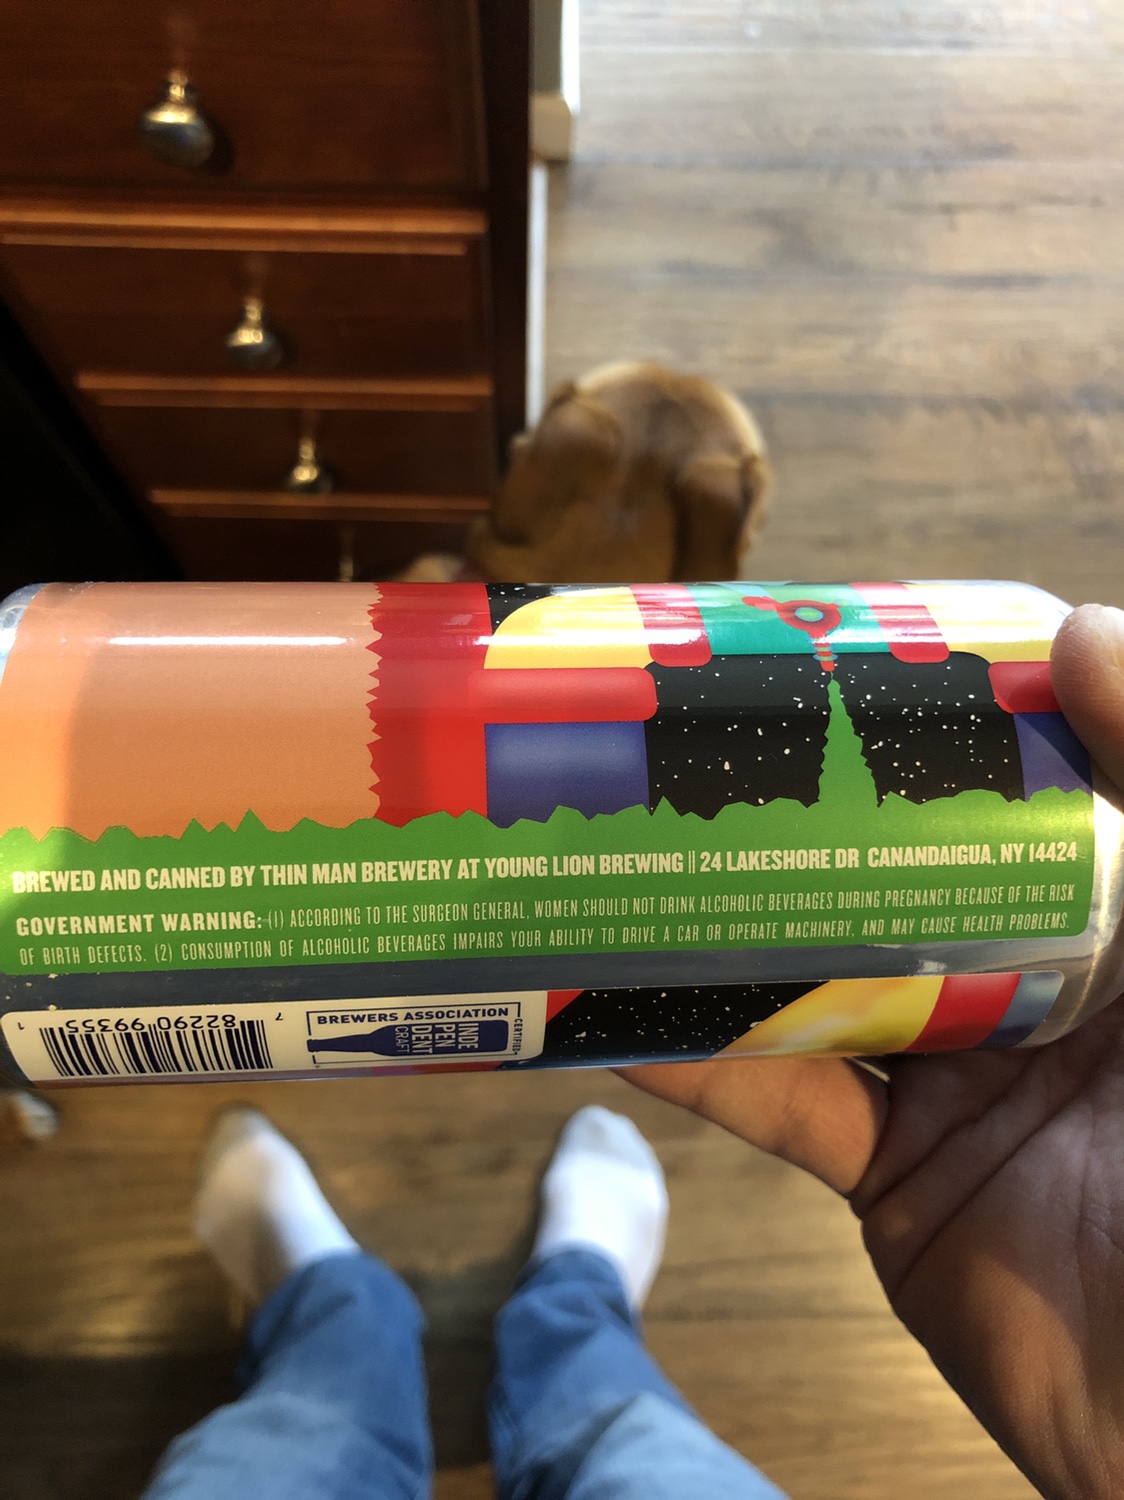 BREWED AND CANNED BY THIN MAN BREWERY AT YOUNG LION BREWING || 24 LAKESHORE DR CANANDAIGUA, NY 14424
GOVERNMENT WARNING: (1) ACCORDING TO THE SURGEON GENERAL, WOMEN SHOULD NOT DRINK ALCOHOLIC BEVERAGES DURING PREGNANCY BECAUSE OF THE RISK
OF BIRTH DEFECTS. (2) CONSUMPTION OF ALCOHOLIC BEVERAGES IMPAIRS YOUR ABILITY TO DRIVE A CAR OR OPERATE MACHINERY, AND MAY CAUSE HEALTH PROBLEMS.
7 82290 99355 1
BREWERS ASSOCIATION
CERTIFIED
INDE
PEN
DENT
CRAFT